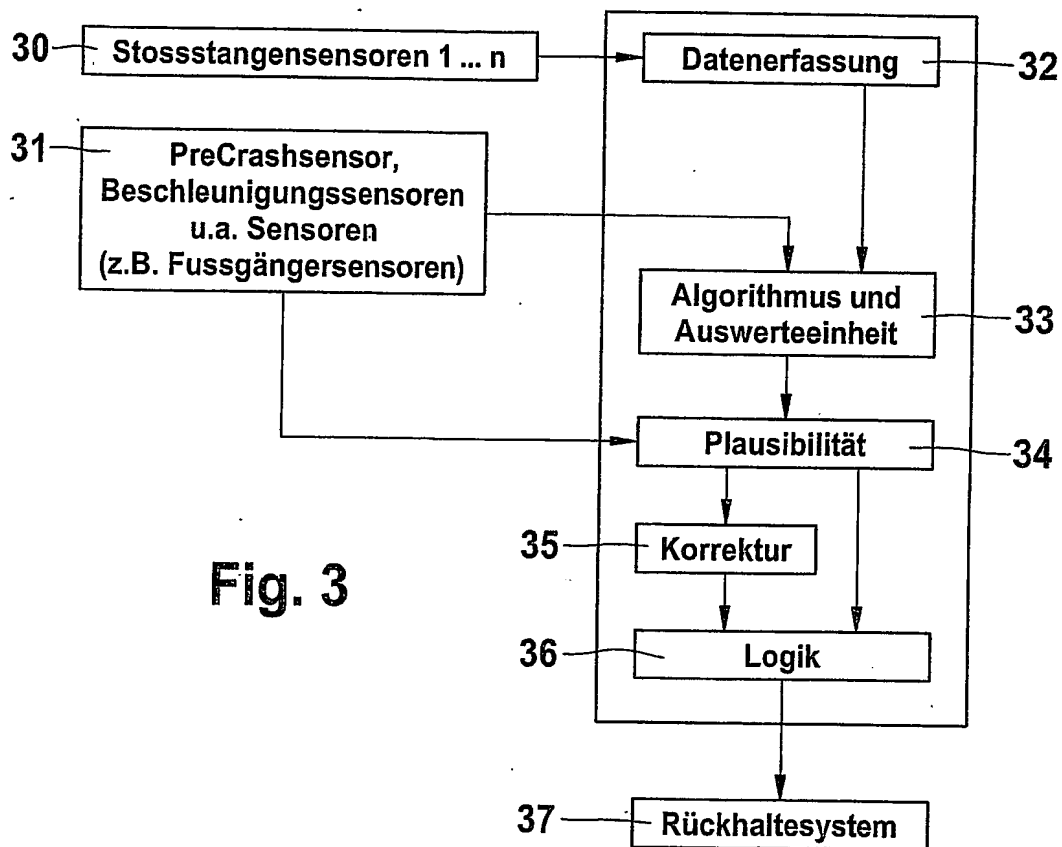 30
Stossstangensensoren 1 ... n
Datenerfassung
32
31
PreCrashsensor,
Beschleunigungssensoren
u.a. Sensoren
(z.B. Fussgängersensoren)
Algorithmus und
Auswerteeinheit
33
Plausibilität
34
35
Korrektur
Fig. 3
36
Logik
37
Rückhaltesystem